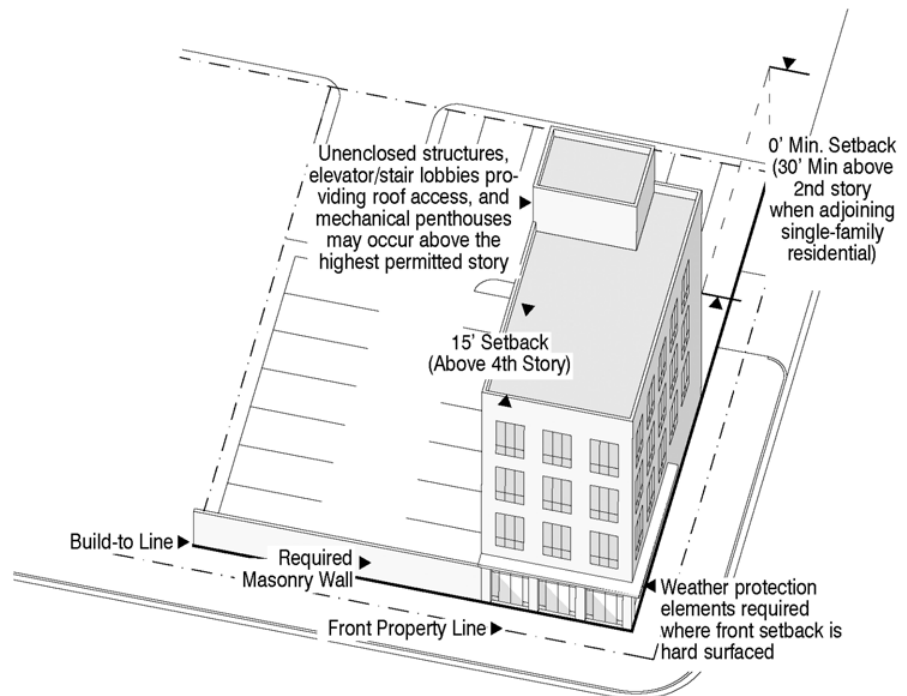 Unenclosed structures,
elevator/stair lobbies pro-
viding roof access, and
mechanical penthouses
may occur above the
highest permitted story
0’ Min. Setback
(30’ Min above
2nd story
when adjoining
single-family
residential)
15’ Setback
(Above 4th Story)
Build-to Line
Required
Masonry Wall
Front Property Line
Weather protection
elements required
where front setback is
hard surfaced